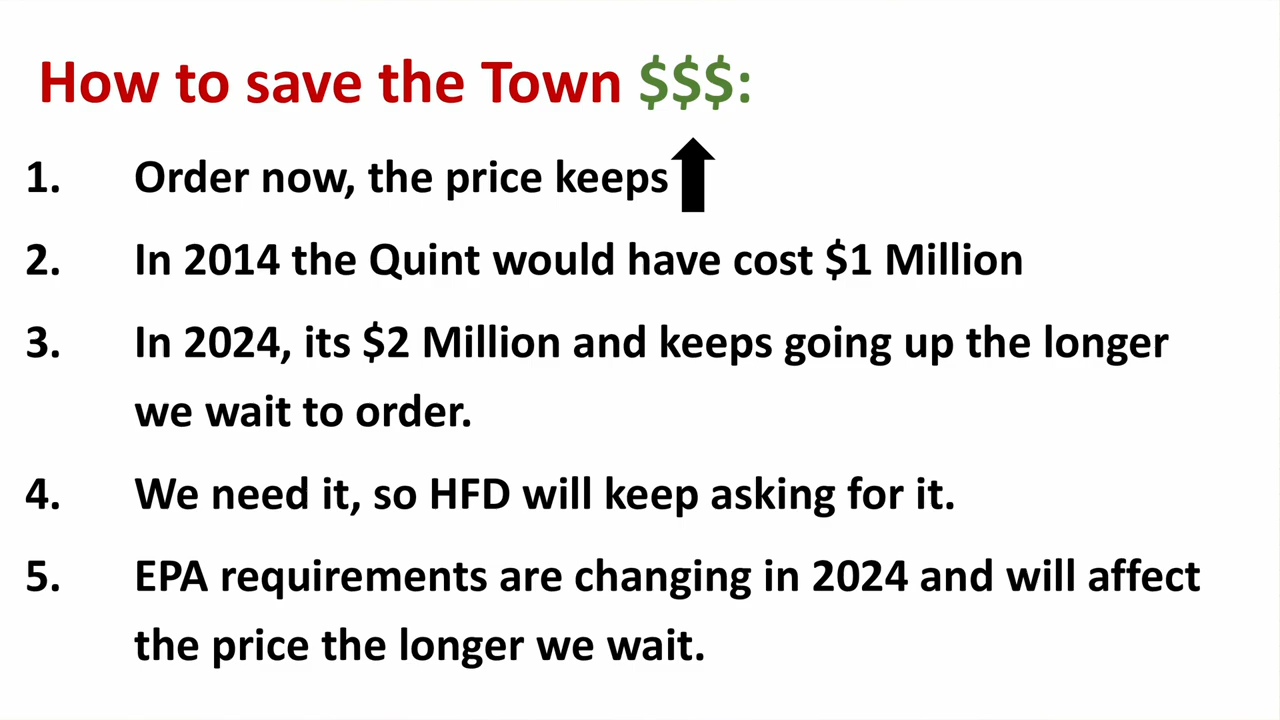 How to save the Town $$$:
1. Order now, the price keeps
2. In 2014 the Quint would have cost $1 Million
3. In 2024, its $2 Million and keeps going up the longer
we wait to order.
4. We need it, so HFD will keep asking for it.
5. EPA requirements are changing in 2024 and will affect
the price the longer we wait.